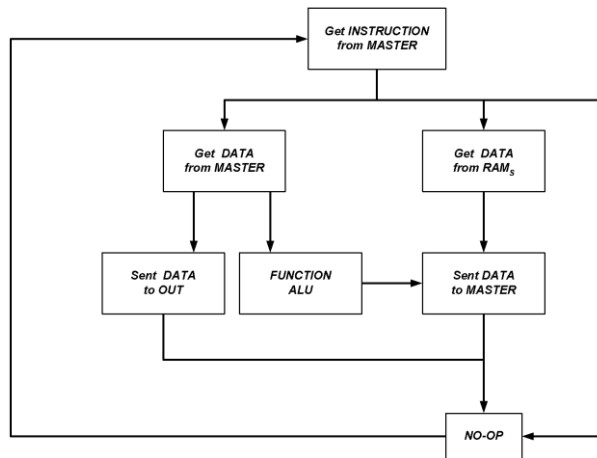 Get INSTRUCTION
from MASTER
Get DATA
from MASTER
Get DATA
from RAMS
Sent DATA
to OUT
FUNCTION
ALU
Sent DATA
to MASTER
NO-OP